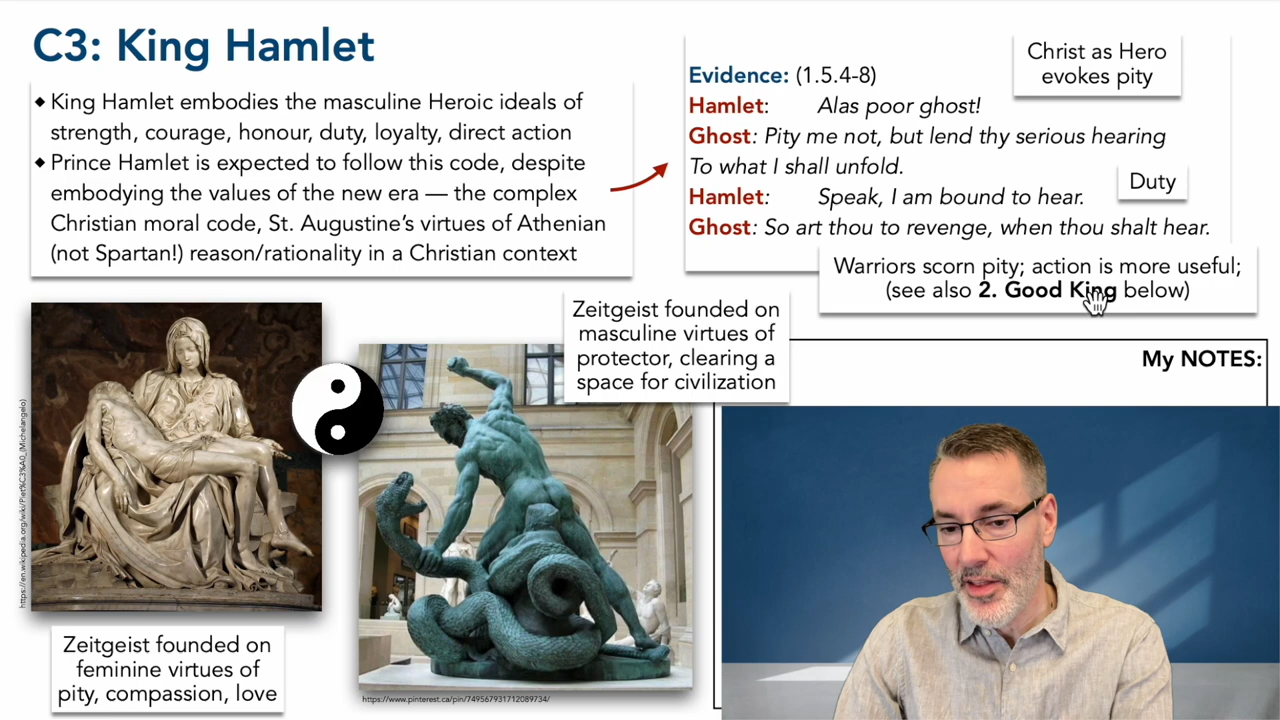 C3: King Hamlet
◆ King Hamlet embodies the masculine Heroic ideals of
strength, courage, honour, duty, loyalty, direct action
◆ Prince Hamlet is expected to follow this code, despite
embodying the values of the new era — the complex
Christian moral code, St. Augustine’s virtues of Athenian
(not Spartan!) reason/rationality in a Christian context
Christ as Hero
evokes pity
Evidence: (1.5.4-8)
Hamlet: Alas poor ghost!
Ghost: Pity me not, but lend thy serious hearing
To what I shall unfold.
Duty
Hamlet: Speak, I am bound to hear.
Ghost: So art thou to revenge, when thou shalt hear.
Warriors scorn pity; action is more useful;
(see also 2. Good King below)
Zeitgeist founded on
masculine virtues of
protector, clearing a
space for civilization
My NOTES:
https://en.wikipedia.org/wiki/Piet%C3%A0_(Michelangelo)
Zeitgeist founded on
feminine virtues of
pity, compassion, love
https://www.pinterest.ca/pin/749567931712089734/